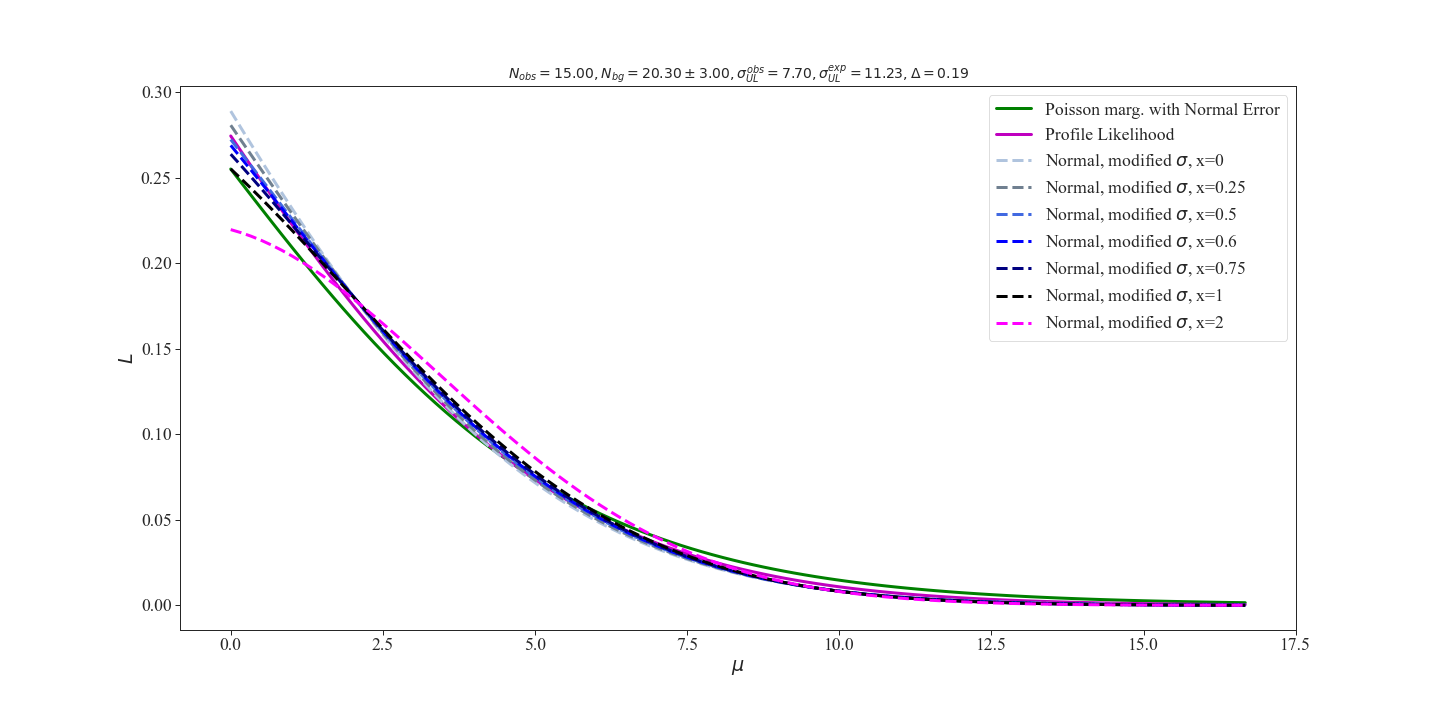 N_obs = 15.00, N_bg = 20.30 ± 3.00, σ_UL^obs = 7.70, σ_UL^exp = 11.23, Δ = 0.19
0.30
0.25
0.20
0.15
0.10
0.05
0.00
L
0.0 2.5 5.0 7.5 10.0 12.5 15.0 17.5
μ
Poisson marg. with Normal Error
Profile Likelihood
Normal, modified σ, x=0
Normal, modified σ, x=0.25
Normal, modified σ, x=0.5
Normal, modified σ, x=0.6
Normal, modified σ, x=0.75
Normal, modified σ, x=1
Normal, modified σ, x=2